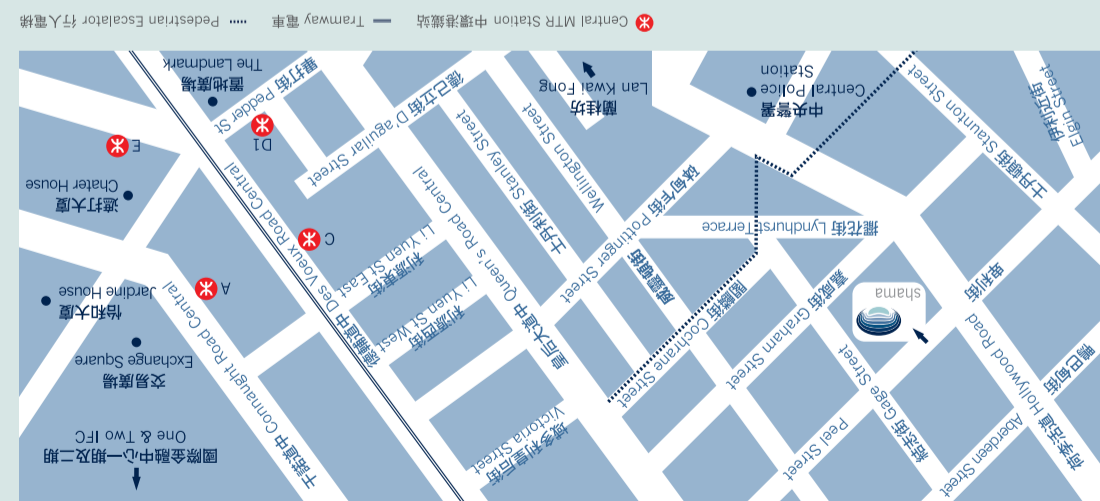 國際金融中心一期及二期
One & Two IFC
干諾道中 Connaught Road Central
交易廣場
Exchange Square
怡和大廈
Jardine House
遮打大廈
Chater House
A
C
D1
E
域多利皇后街
Victoria Street
德輔道中 Des Voeux Road Central
利源西街
Li Yuen St West
利源東街
Li Yuen St East
皇后大道中 Queen's Road Central
閣麟街 Cochrane Street
嘉咸街 Graham Street
Peel Street
結志街 Gage Street
鴨巴甸街
Aberdeen Street
荷李活道 Hollywood Road
卑利街
shama
威靈頓街
Wellington Street
砵甸乍街 Pottinger Street
士丹利街 Stanley Street
擺花街 Lyndhurst Terrace
德己立街 D'aguilar Street
畢打街 Pedder St
置地廣場
The Landmark
蘭桂坊
Lan Kwai Fong
中央警署
Central Police
Station
士丹頓街
Staunton Street
伊利近街
Elgin Street
Central MTR Station 中環港鐵站
Tramway 電車
Pedestrian Escalator 行人電梯